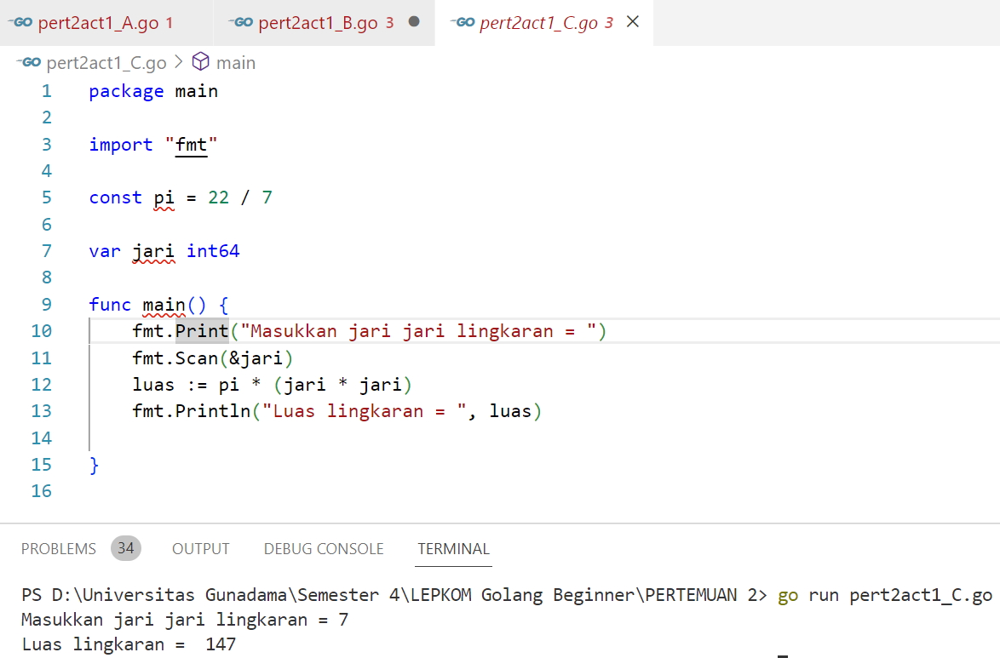 GO pert2act1_A.go 1 GO pert2act1_B.go 3 GO pert2act1_C.go 3
GO pert2act1_C.go > main
1 package main
2
3 import "fmt"
4
5 const pi = 22 / 7
6
7 var jari int64
8
9 func main() {
10 fmt.Print("Masukkan jari jari lingkaran = ")
11 fmt.Scan(&jari)
12 luas := pi * (jari * jari)
13 fmt.Println("Luas lingkaran = ", luas)
14
15 }
16
PROBLEMS 34 OUTPUT DEBUG CONSOLE TERMINAL
PS D:\Universitas Gunadama\Semester 4\LEPKOM Golang Beginner\PERTEMUAN 2> go run pert2act1_C.go
Masukkan jari jari lingkaran = 7
Luas lingkaran =  147